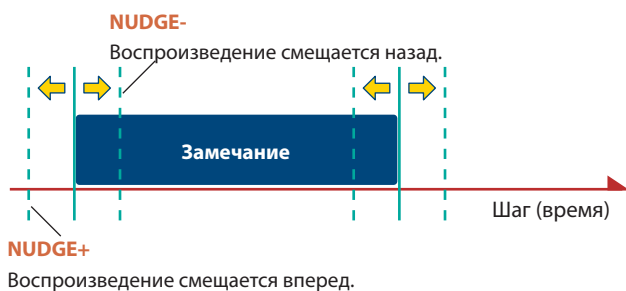 NUDGE-
Воспроизведение смещается назад.
Замечание
Шаг (время)
NUDGE+
Воспроизведение смещается вперед.